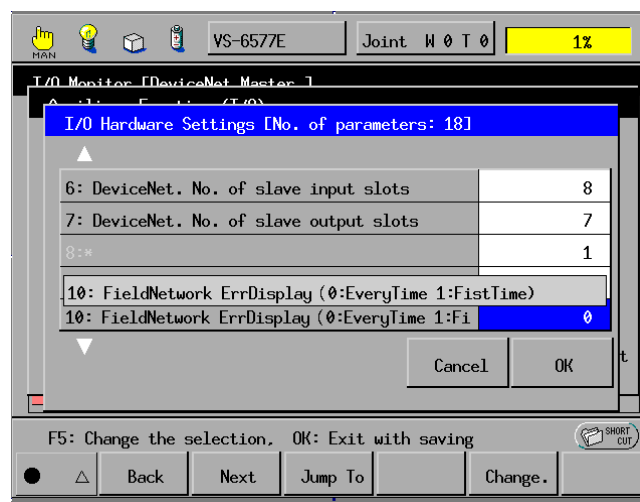 MAN
VS-6577E
Joint W 0 T 0
1%
I/O Monitor [DeviceNet Master ]
Auxiliary Function (I/O)
I/O Hardware Settings [No. of parameters: 18]
6: DeviceNet. No. of slave input slots
8
7: DeviceNet. No. of slave output slots
7
8:*
1
10: FieldNetwork ErrDisplay (0:EveryTime 1:FistTime)
10: FieldNetwork ErrDisplay (0:EveryTime 1:Fi
0
Cancel
OK
t
F5: Change the selection, OK: Exit with saving
SHORT
CUT
Back
Next
Jump To
Change.